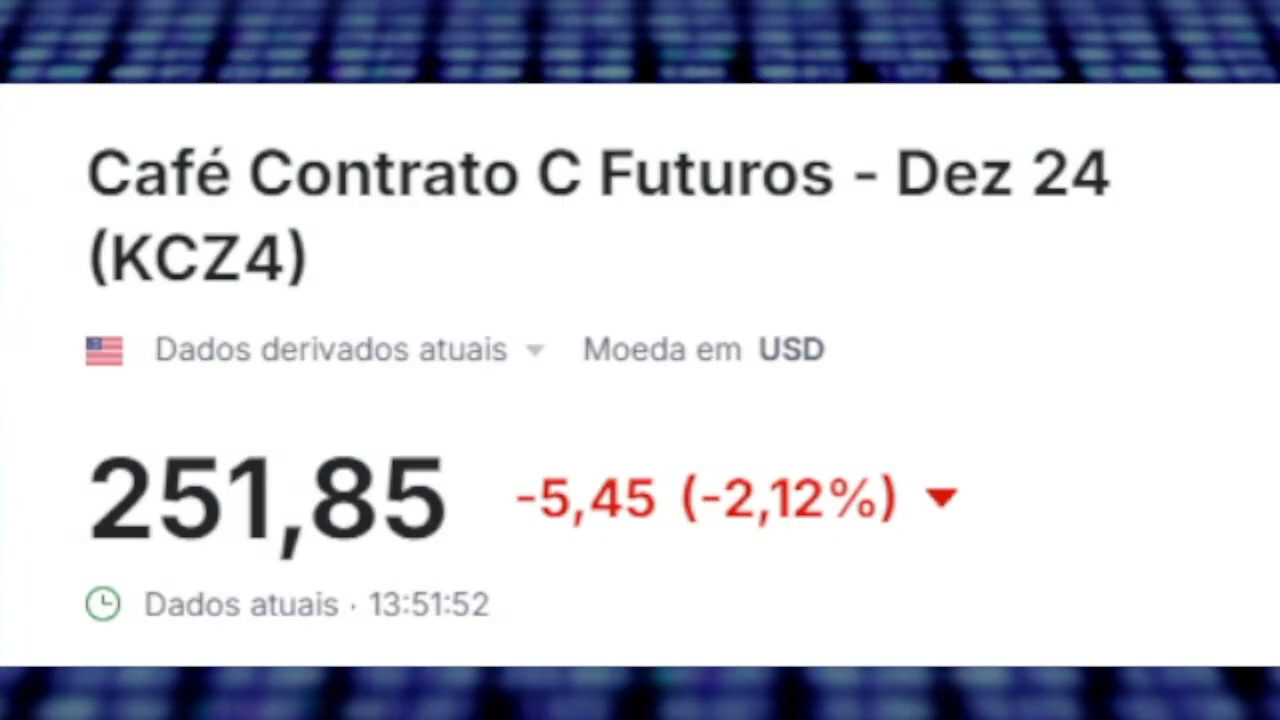 Café Contrato C Futuros - Dez 24
(KCZ4)
Dados derivados atuais Moeda em USD
251,85 -5,45 (-2,12%)
Dados atuais · 13:51:52